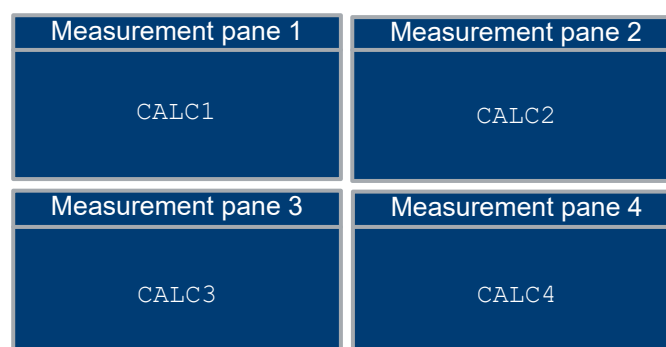 Measurement pane 1
CALC1
Measurement pane 2
CALC2
Measurement pane 3
CALC3
Measurement pane 4
CALC4